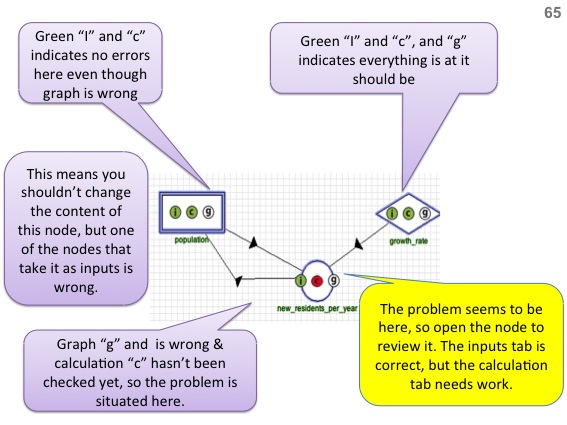 65
Green “I” and “c”
indicates no errors
here even though
graph is wrong
Green “I” and “c”, and “g”
indicates everything is at it
should be
This means you
shouldn’t change
the content of
this node, but one
of the nodes that
take it as inputs is
wrong.
i c g
population
i c g
growth_rate
i c g
new_residents_per_year
Graph “g” and  is wrong &
calculation “c” hasn’t been
checked yet, so the problem is
situated here.
The problem seems to be
here, so open the node to
review it. The inputs tab is
correct, but the calculation
tab needs work.